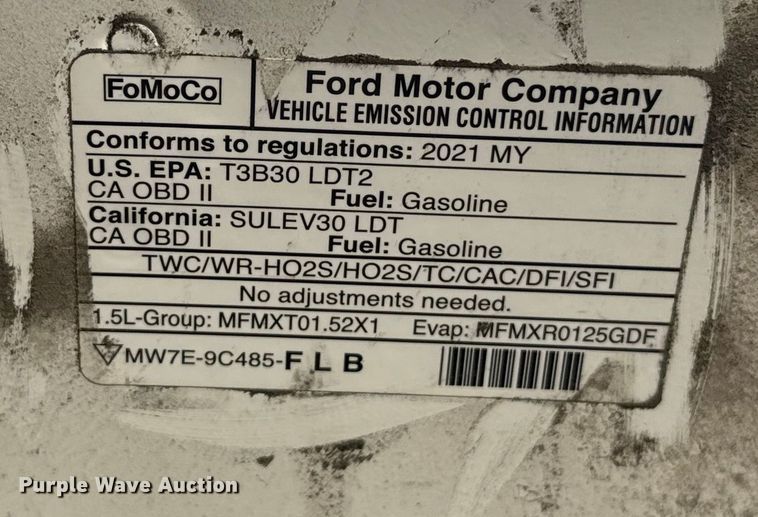 FoMoCo
Ford Motor Company
VEHICLE EMISSION CONTROL INFORMATION
Conforms to regulations: 2021 MY
U.S. EPA: T3B30 LDT2
CA OBD II Fuel: Gasoline
California: SULEV30 LDT
CA OBD II Fuel: Gasoline
TWC/WR-HO2S/HO2S/TC/CAC/DFI/SFI
No adjustments needed.
1.5L-Group: MFMXT01.52X1 Evap: MFMXR0125GDF
MW7E-9C485-F L B
Purple Wave Auction